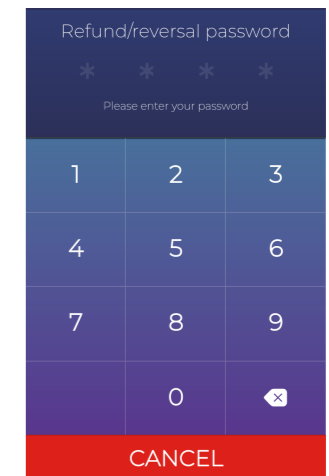 Refund/reversal password
* * * *
Please enter your password
1 2 3
4 5 6
7 8 9
0
CANCEL